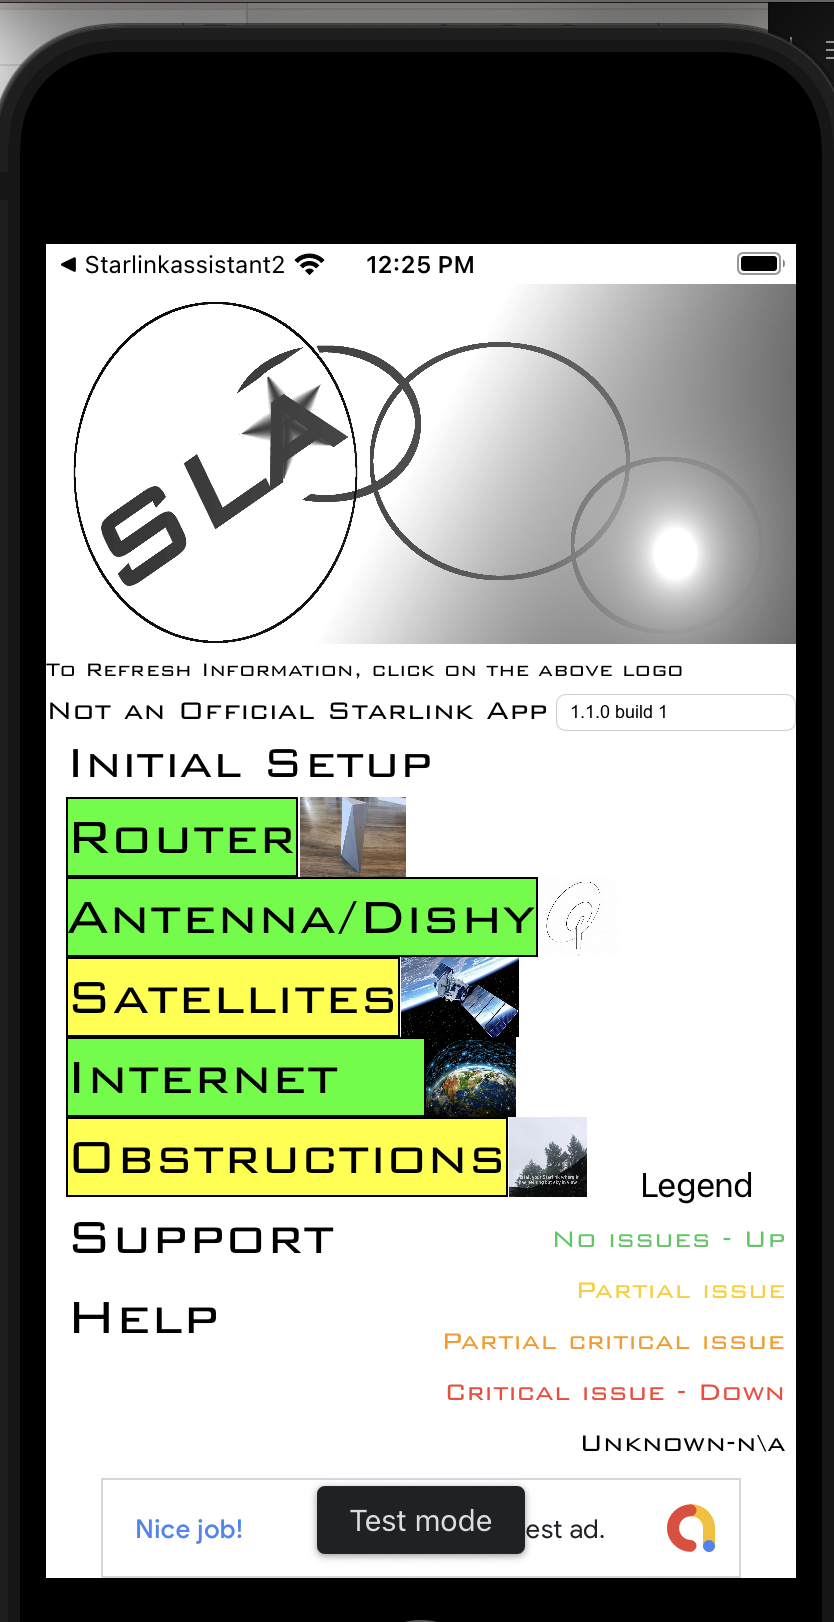 Starlinkassistant2 12:25 PM
SLA
To Refresh Information, click on the above logo
Not an Official Starlink App 1.1.0 build 1
Initial Setup
Router
Antenna/Dishy
Satellites
Internet
Obstructions
Legend
Support
No issues - Up
Partial issue
Help
Partial critical issue
Critical issue - Down
Unknown-n\a
Nice job! Test mode est ad.